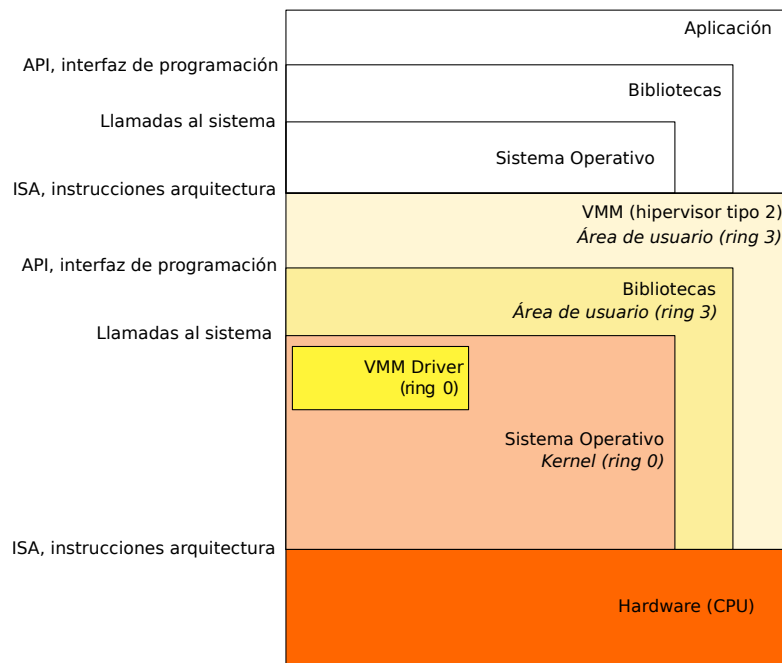 Aplicación
API, interfaz de programación
Bibliotecas
Llamadas al sistema
Sistema Operativo
ISA, instrucciones arquitectura
VMM (hipervisor tipo 2)
Área de usuario (ring 3)
API, interfaz de programación
Bibliotecas
Área de usuario (ring 3)
Llamadas al sistema
VMM Driver
(ring 0)
Sistema Operativo
Kernel (ring 0)
ISA, instrucciones arquitectura
Hardware (CPU)